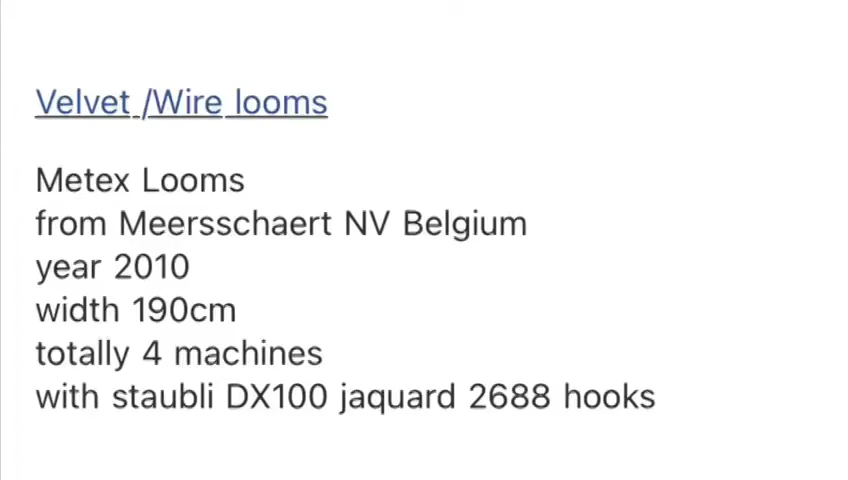 Velvet /Wire looms
Metex Looms
from Meersschaert NV Belgium
year 2010
width 190cm
totally 4 machines
with staubli DX100 jaquard 2688 hooks